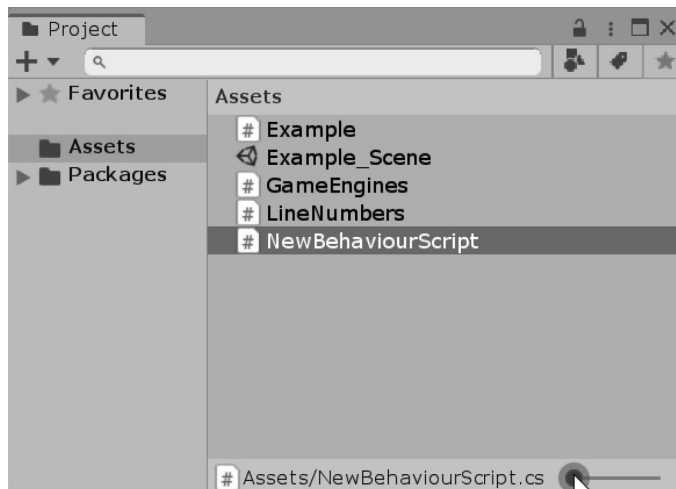 Project
Favorites
Assets
Packages
Assets
# Example
Example_Scene
# GameEngines
# LineNumbers
# NewBehaviourScript
# Assets/NewBehaviourScript.cs